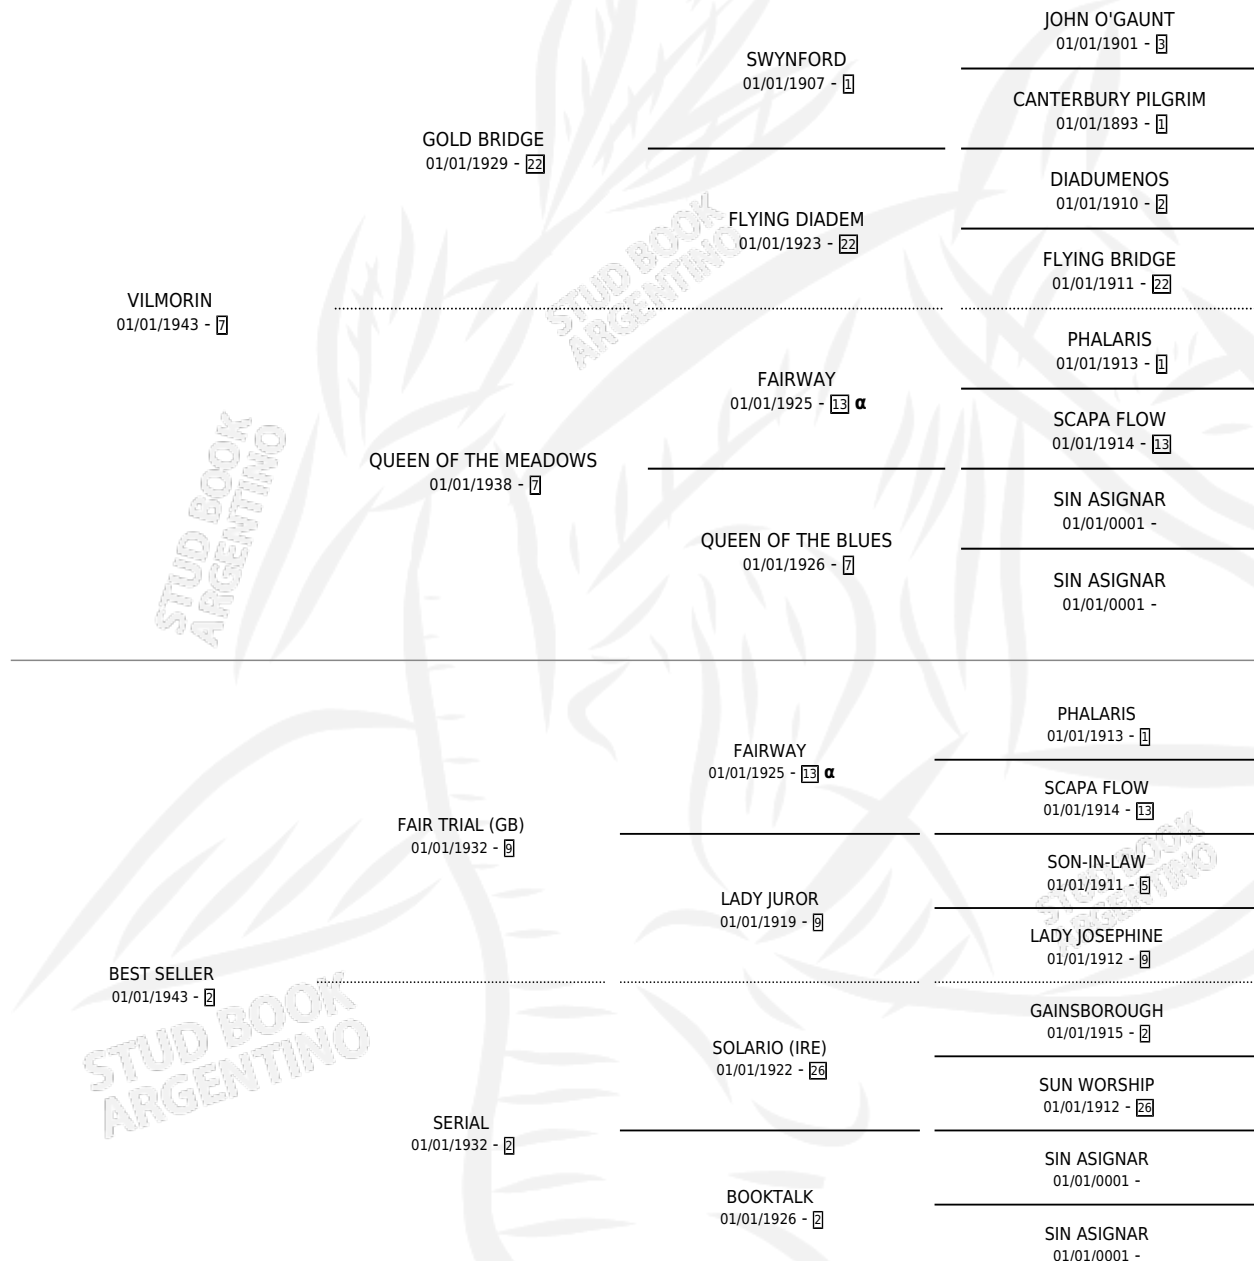 JOHN O'GAUNT
01/01/1901 - 3
SWYNFORD
01/01/1907 - 1
CANTERBURY PILGRIM
01/01/1893 - 1
GOLD BRIDGE
01/01/1929 - 22
DIADUMENOS
01/01/1910 - 2
FLYING DIADEM
01/01/1923 - 22
FLYING BRIDGE
01/01/1911 - 22
VILMORIN
01/01/1943 - 7
PHALARIS
01/01/1913 - 1
FAIRWAY
01/01/1925 - 13 α
SCAPA FLOW
01/01/1914 - 13
QUEEN OF THE MEADOWS
01/01/1938 - 7
SIN ASIGNAR
01/01/0001 -
QUEEN OF THE BLUES
01/01/1926 - 7
SIN ASIGNAR
01/01/0001 -
STUD BOOK
ARGENTINO
STUD BOOK
ARGENTINO
PHALARIS
01/01/1913 - 1
FAIRWAY
01/01/1925 - 13 α
SCAPA FLOW
01/01/1914 - 13
FAIR TRIAL (GB)
01/01/1932 - 9
SON-IN-LAW
01/01/1911 - 5
LADY JUROR
01/01/1919 - 9
LADY JOSEPHINE
01/01/1912 - 9
BEST SELLER
01/01/1943 - 2
GAINSBOROUGH
01/01/1915 - 2
SOLARIO (IRE)
01/01/1922 - 26
SUN WORSHIP
01/01/1912 - 26
SERIAL
01/01/1932 - 2
SIN ASIGNAR
01/01/0001 -
BOOKTALK
01/01/1926 - 2
SIN ASIGNAR
01/01/0001 -
STUD BOOK
ARGENTINO
STUD BOOK
ARGENTINO